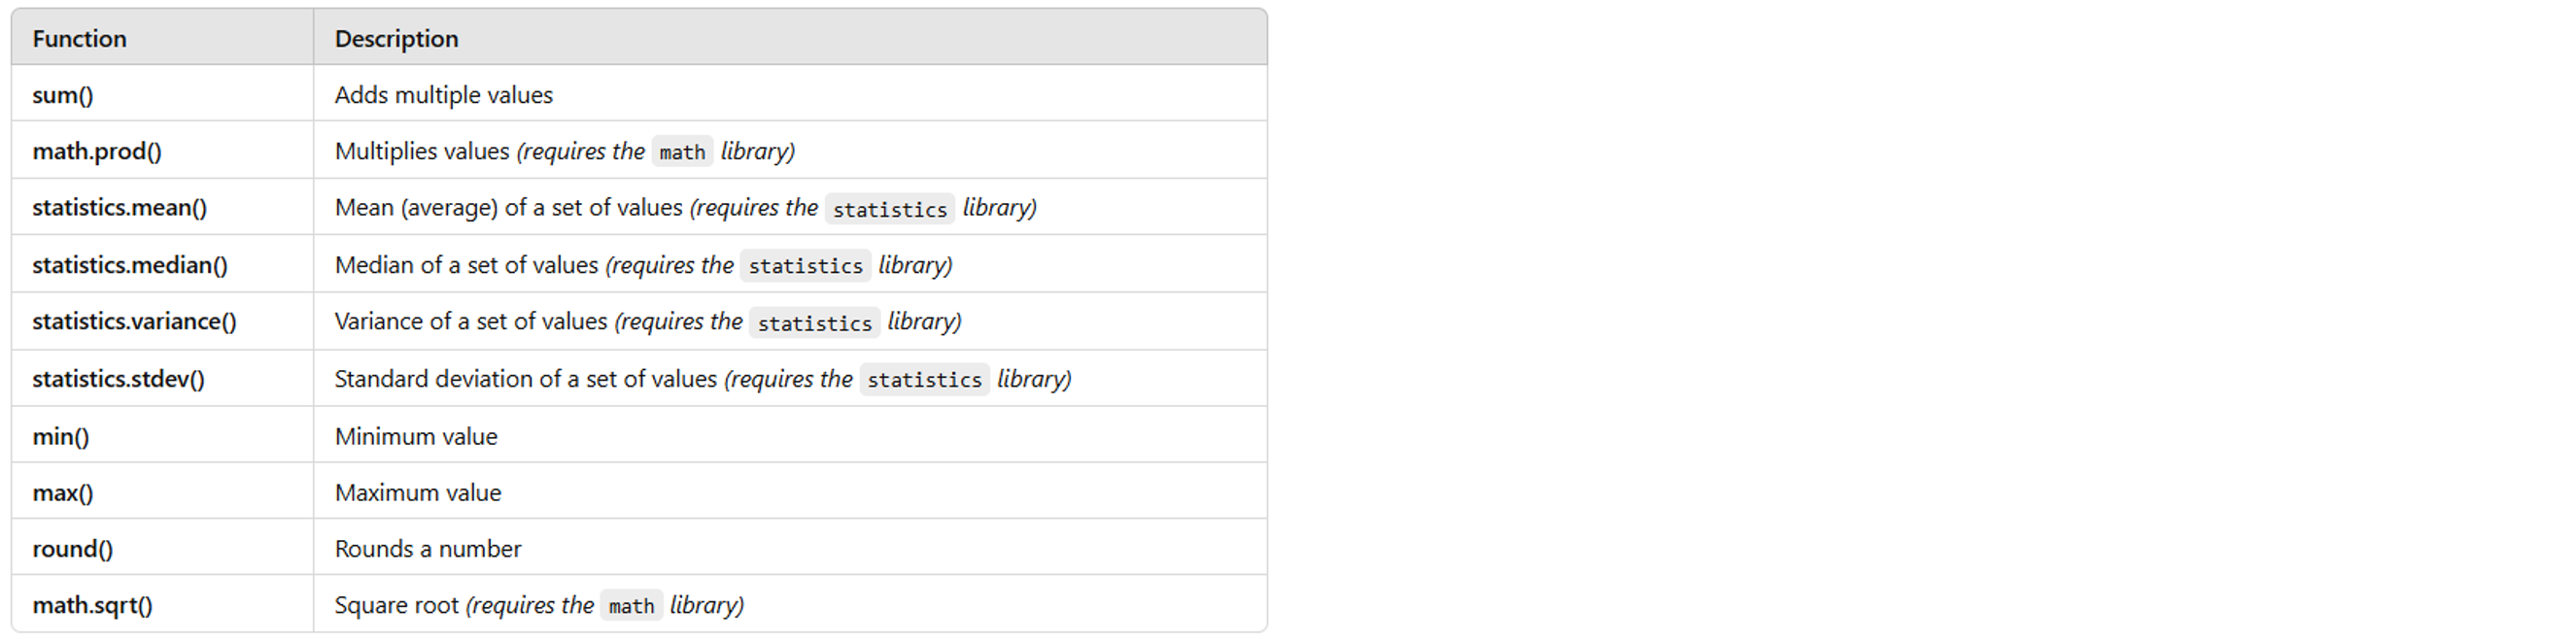 Function Description
sum() Adds multiple values
math.prod() Multiplies values (requires the math library)
statistics.mean() Mean (average) of a set of values (requires the statistics library)
statistics.median() Median of a set of values (requires the statistics library)
statistics.variance() Variance of a set of values (requires the statistics library)
statistics.stdev() Standard deviation of a set of values (requires the statistics library)
min() Minimum value
max() Maximum value
round() Rounds a number
math.sqrt() Square root (requires the math library)